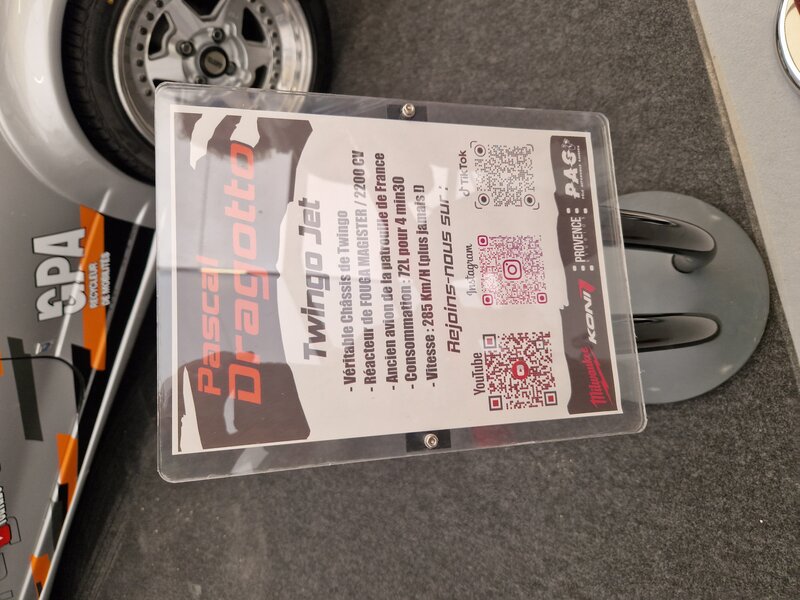 Pascal
Dragotto
Twingo Jet
- Véritable Châssis de Twingo
- Réacteur de FOUGA MAGISTER / 2200 CV
- Ancien avion de la patrouille de France
- Consommation : 72L pour 4 min30
- Vitesse : 285 Km/H (plus jamais !)
Rejoins-nous sur :
Youtube
Instagram
TikTok
Milwaukee
KONI
PROVENCE
PAS
GPA
RECYCLEUR
DE MOBILITÉS